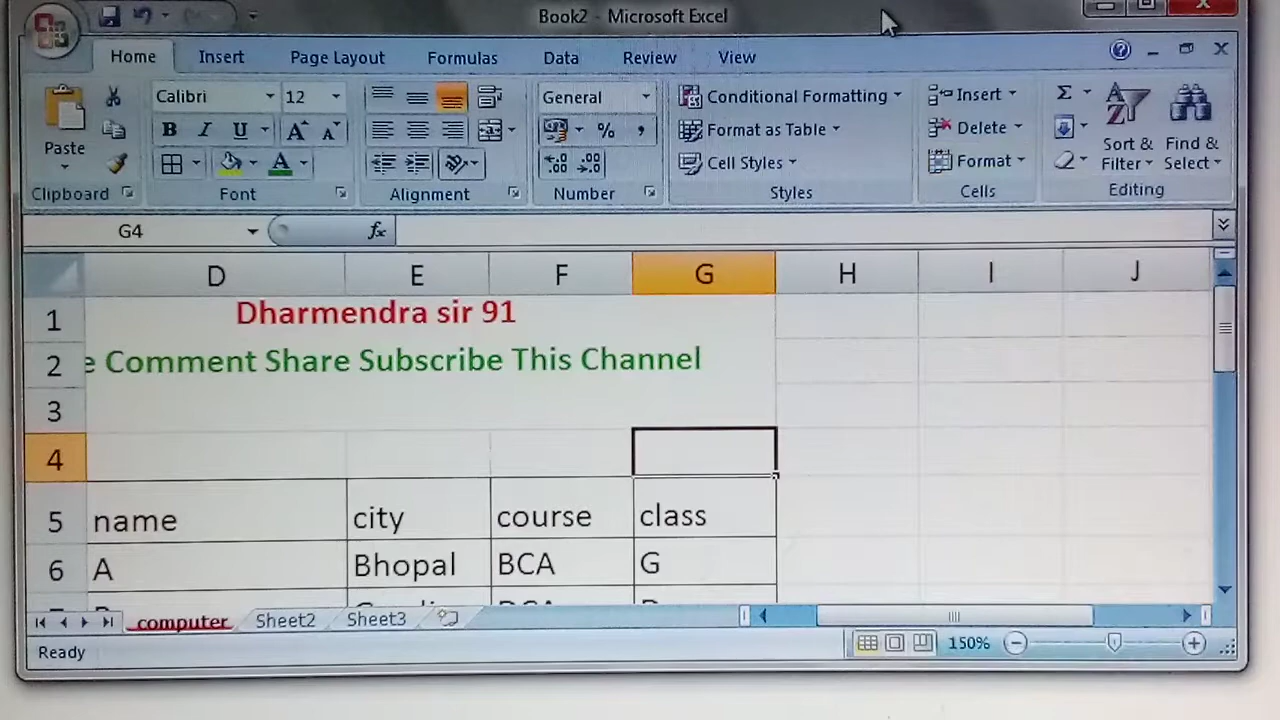 Book2 - Microsoft Excel
Home Insert Page Layout Formulas Data Review View
Calibri 12 General Conditional Formatting Insert Σ
Paste B I U A A % , Format as Table Delete Sort & Filter Find & Select
A Cell Styles Format
Clipboard Font Alignment Number Styles Cells Editing
G4 fx
D E F G H I J
1 Dharmendra sir 91
2 e Comment Share Subscribe This Channel
3
4
5 name city course class
6 A Bhopal BCA G
computer Sheet2 Sheet3
Ready 150%